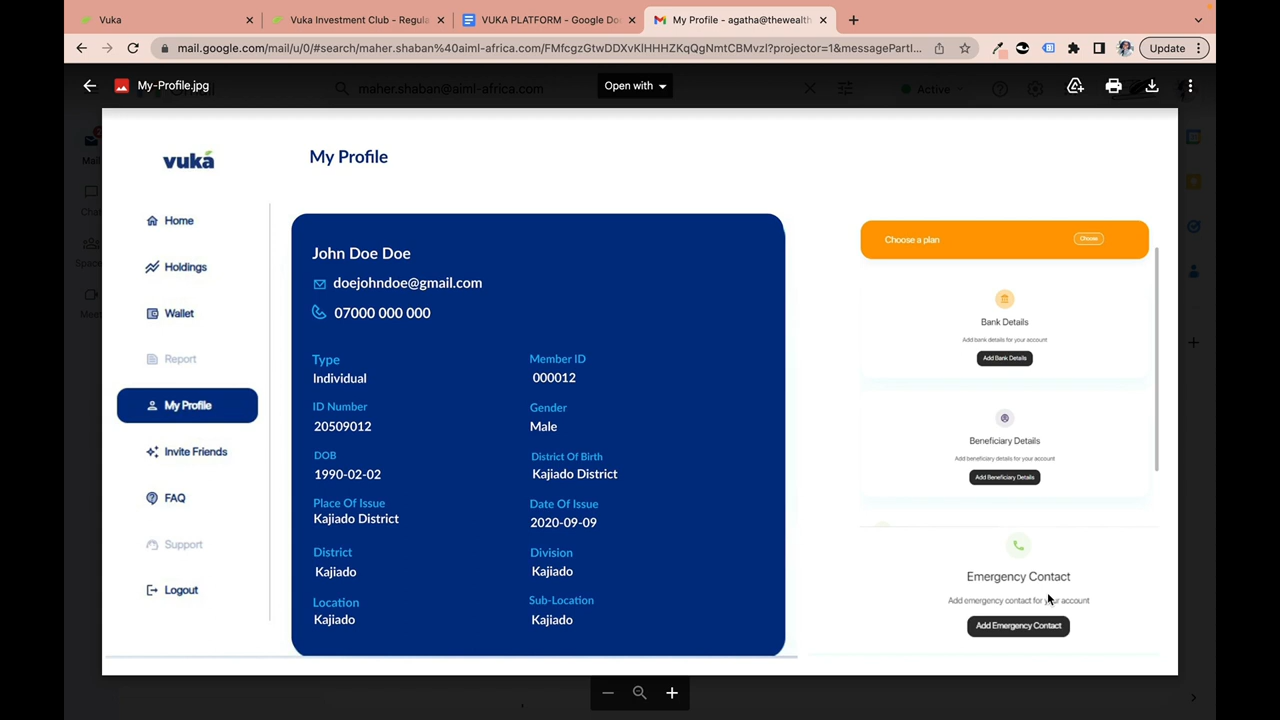 Vuka
Vuka Investment Club - Regula
VUKA PLATFORM - Google Do
My Profile - agatha@thewealth
mail.google.com/mail/u/0/#search/maher.shaban%40aiml-africa.com/FMfcgzGtwDDXvKlHHHZKqQgNmtCBMvzl?projector=1&messagePartI...
Update
My-Profile.jpg
maher.shaban@aiml-africa.com
Open with
Active
Mail
Chat
Spaces
Meet
vuka
My Profile
Home
Holdings
Wallet
Report
My Profile
Invite Friends
FAQ
Support
Logout
John Doe Doe
doejohndoe@gmail.com
07000 000 000
Type
Individual
Member ID
000012
ID Number
20509012
Gender
Male
DOB
1990-02-02
District Of Birth
Kajiado District
Place Of Issue
Kajiado District
Date Of Issue
2020-09-09
District
Kajiado
Division
Kajiado
Location
Kajiado
Sub-Location
Kajiado
Choose a plan
Choose
Bank Details
Add bank details for your account
Add Bank Details
Beneficiary Details
Add beneficiary details for your account
Add Beneficiary Details
Emergency Contact
Add emergency contact for your account
Add Emergency Contact